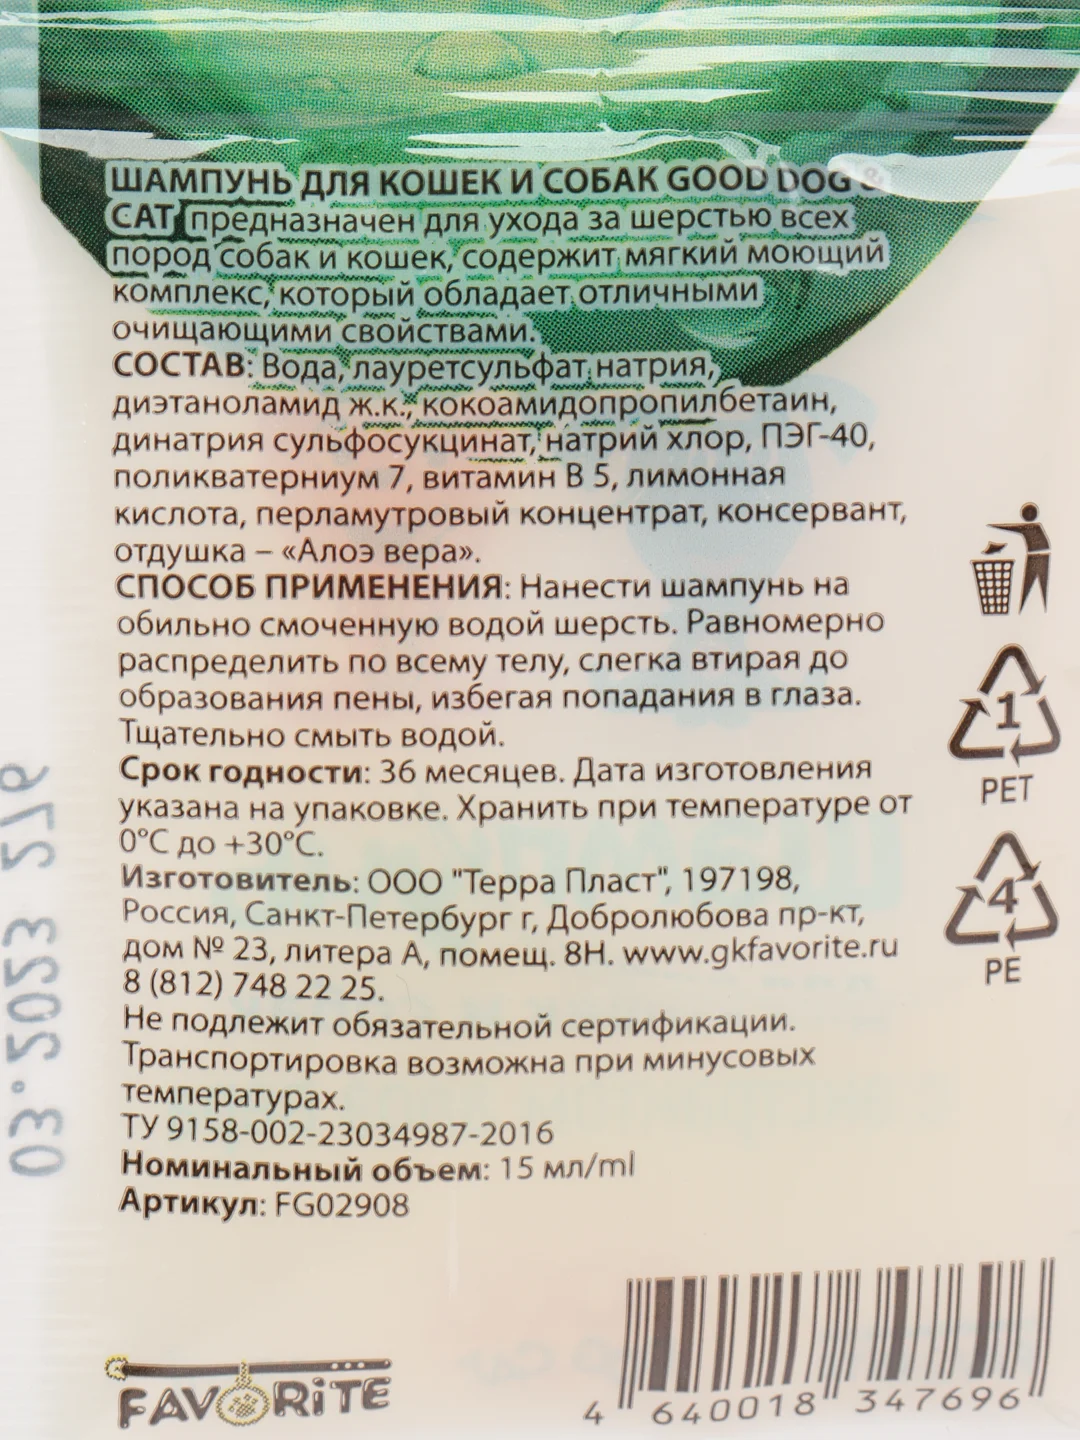 ШАМПУНЬ ДЛЯ КОШЕК И СОБАК GOOD DOG &
CAT предназначен для ухода за шерстью всех
пород собак и кошек, содержит мягкий моющий
комплекс, который обладает отличными
очищающими свойствами.
СОСТАВ: Вода, лауретсульфат натрия,
диэтаноламид ж.к., кокоамидопропилбетаин,
динатрия сульфосукцинат, натрий хлор, ПЭГ-40,
поликватерниум 7, витамин В 5, лимонная
кислота, перламутровый концентрат, консервант,
отдушка – «Алоэ вера».
СПОСОБ ПРИМЕНЕНИЯ: Нанести шампунь на
обильно смоченную водой шерсть. Равномерно
распределить по всему телу, слегка втирая до
образования пены, избегая попадания в глаза.
Тщательно смыть водой.
Срок годности: 36 месяцев. Дата изготовления
указана на упаковке. Хранить при температуре от
0°С до +30°С.
Изготовитель: ООО "Терра Пласт", 197198,
Россия, Санкт-Петербург г, Добролюбова пр-кт,
дом № 23, литера А, помещ. 8Н. www.gkfavorite.ru
8 (812) 748 22 25.
Не подлежит обязательной сертификации.
Транспортировка возможна при минусовых
температурах.
ТУ 9158-002-23034987-2016
Номинальный объем: 15 мл/ml
Артикул: FG02908
1
PET
4
PE
FAVORITE
4 640018 347696